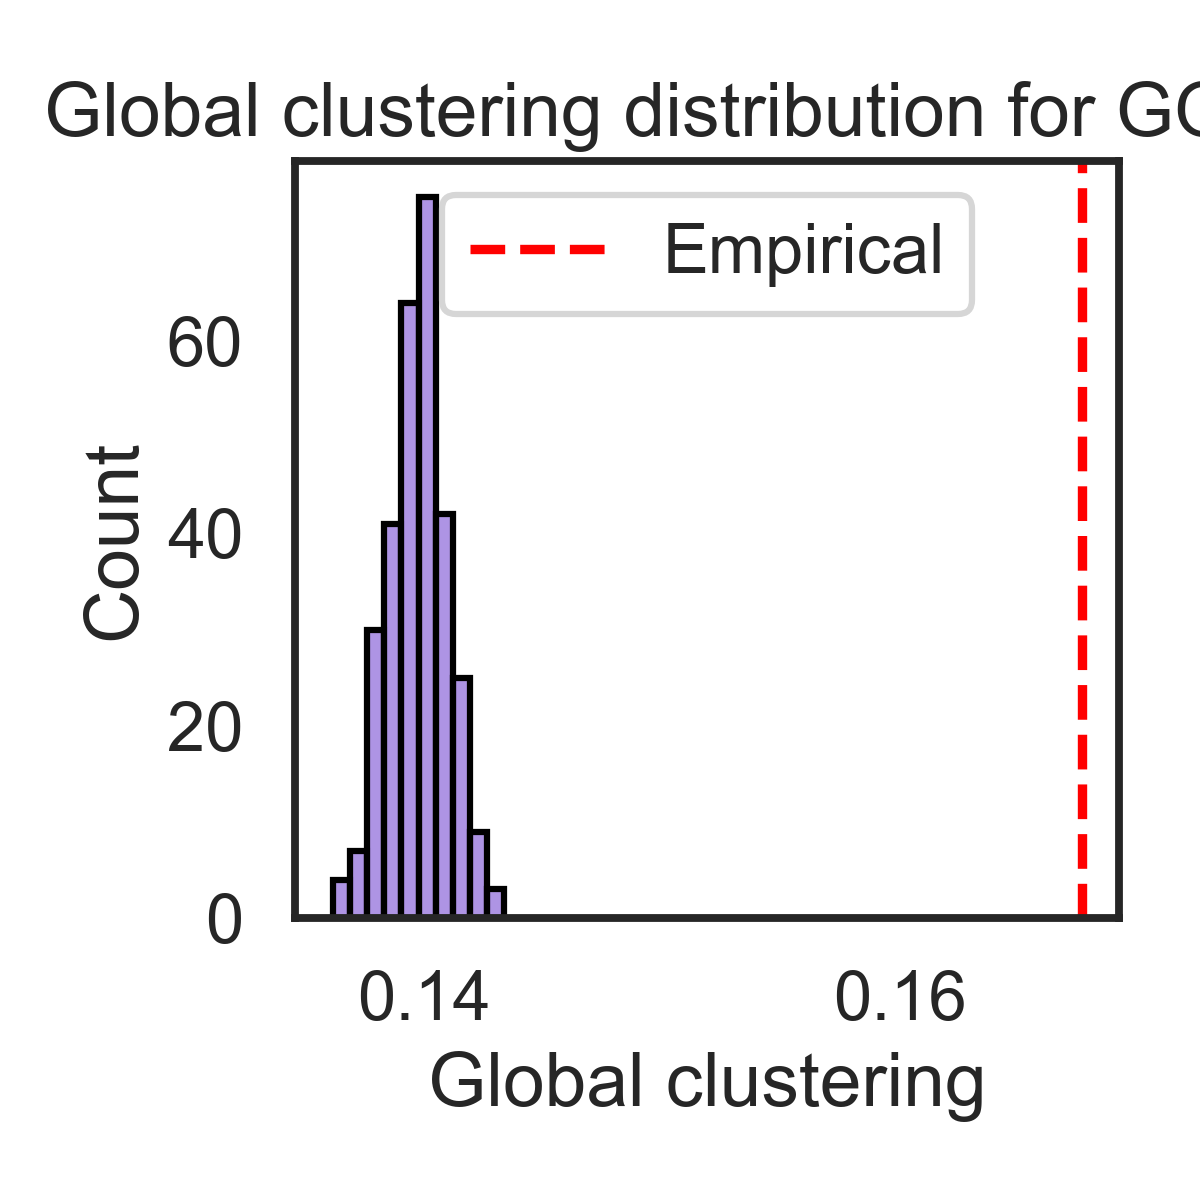 Global clustering distribution for GC
Empirical
60
40
20
0
Count
0.14 0.16
Global clustering